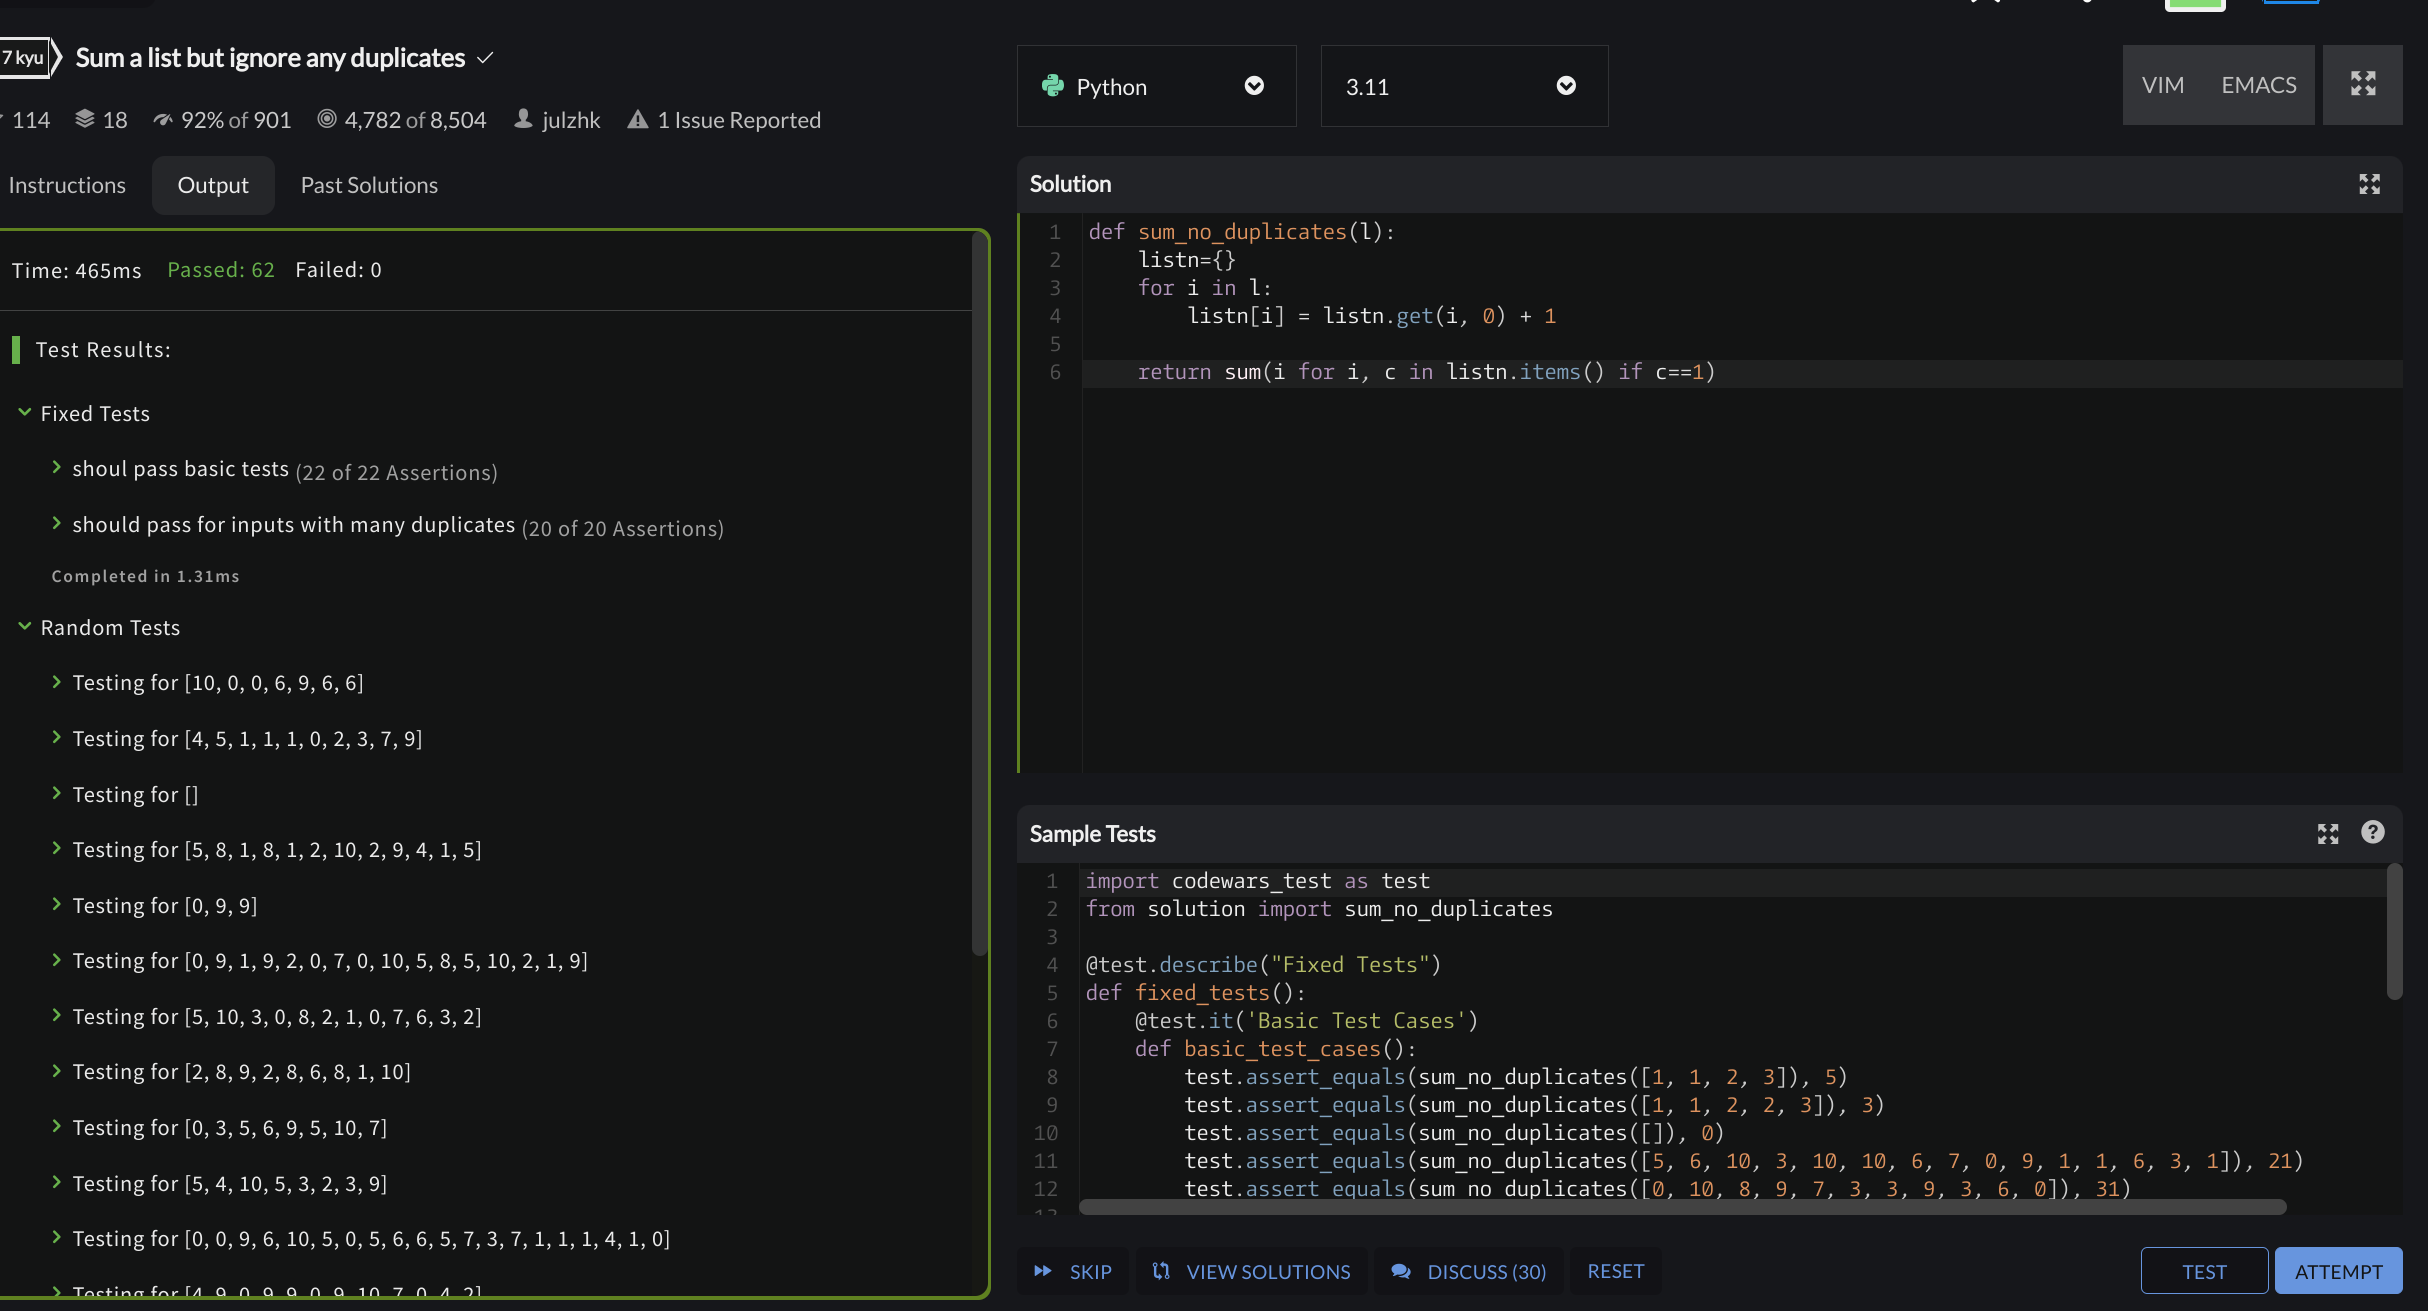 7 kyu
Sum a list but ignore any duplicates
114 18 92% of 901 4,782 of 8,504 julzhk 1 Issue Reported
Instructions Output Past Solutions
Time: 465ms Passed: 62 Failed: 0
Test Results:
Fixed Tests
shoul pass basic tests (22 of 22 Assertions)
should pass for inputs with many duplicates (20 of 20 Assertions)
Completed in 1.31ms
Random Tests
Testing for [10, 0, 0, 6, 9, 6, 6]
Testing for [4, 5, 1, 1, 1, 0, 2, 3, 7, 9]
Testing for []
Testing for [5, 8, 1, 8, 1, 2, 10, 2, 9, 4, 1, 5]
Testing for [0, 9, 9]
Testing for [0, 9, 1, 9, 2, 0, 7, 0, 10, 5, 8, 5, 10, 2, 1, 9]
Testing for [5, 10, 3, 0, 8, 2, 1, 0, 7, 6, 3, 2]
Testing for [2, 8, 9, 2, 8, 6, 8, 1, 10]
Testing for [0, 3, 5, 6, 9, 5, 10, 7]
Testing for [5, 4, 10, 5, 3, 2, 3, 9]
Testing for [0, 0, 9, 6, 10, 5, 0, 5, 6, 6, 5, 7, 3, 7, 1, 1, 1, 4, 1, 0]
Testing for [4, 9, 0, 9, 9, 0, 9, 10, 7, 0, 4, 2]
Python
3.11
VIM EMACS
Solution
1 def sum_no_duplicates(l):
2     listn={}
3     for i in l:
4         listn[i] = listn.get(i, 0) + 1
5
6     return sum(i for i, c in listn.items() if c==1)
Sample Tests
1 import codewars_test as test
2 from solution import sum_no_duplicates
3
4 @test.describe("Fixed Tests")
5 def fixed_tests():
6     @test.it('Basic Test Cases')
7     def basic_test_cases():
8         test.assert_equals(sum_no_duplicates([1, 1, 2, 3]), 5)
9         test.assert_equals(sum_no_duplicates([1, 1, 2, 2, 3]), 3)
10         test.assert_equals(sum_no_duplicates([]), 0)
11         test.assert_equals(sum_no_duplicates([5, 6, 10, 3, 10, 10, 6, 7, 0, 9, 1, 1, 6, 3, 1]), 21)
12         test.assert_equals(sum_no_duplicates([0, 10, 8, 9, 7, 3, 3, 9, 3, 6, 0]), 31)
13
SKIP VIEW SOLUTIONS DISCUSS (30) RESET TEST ATTEMPT